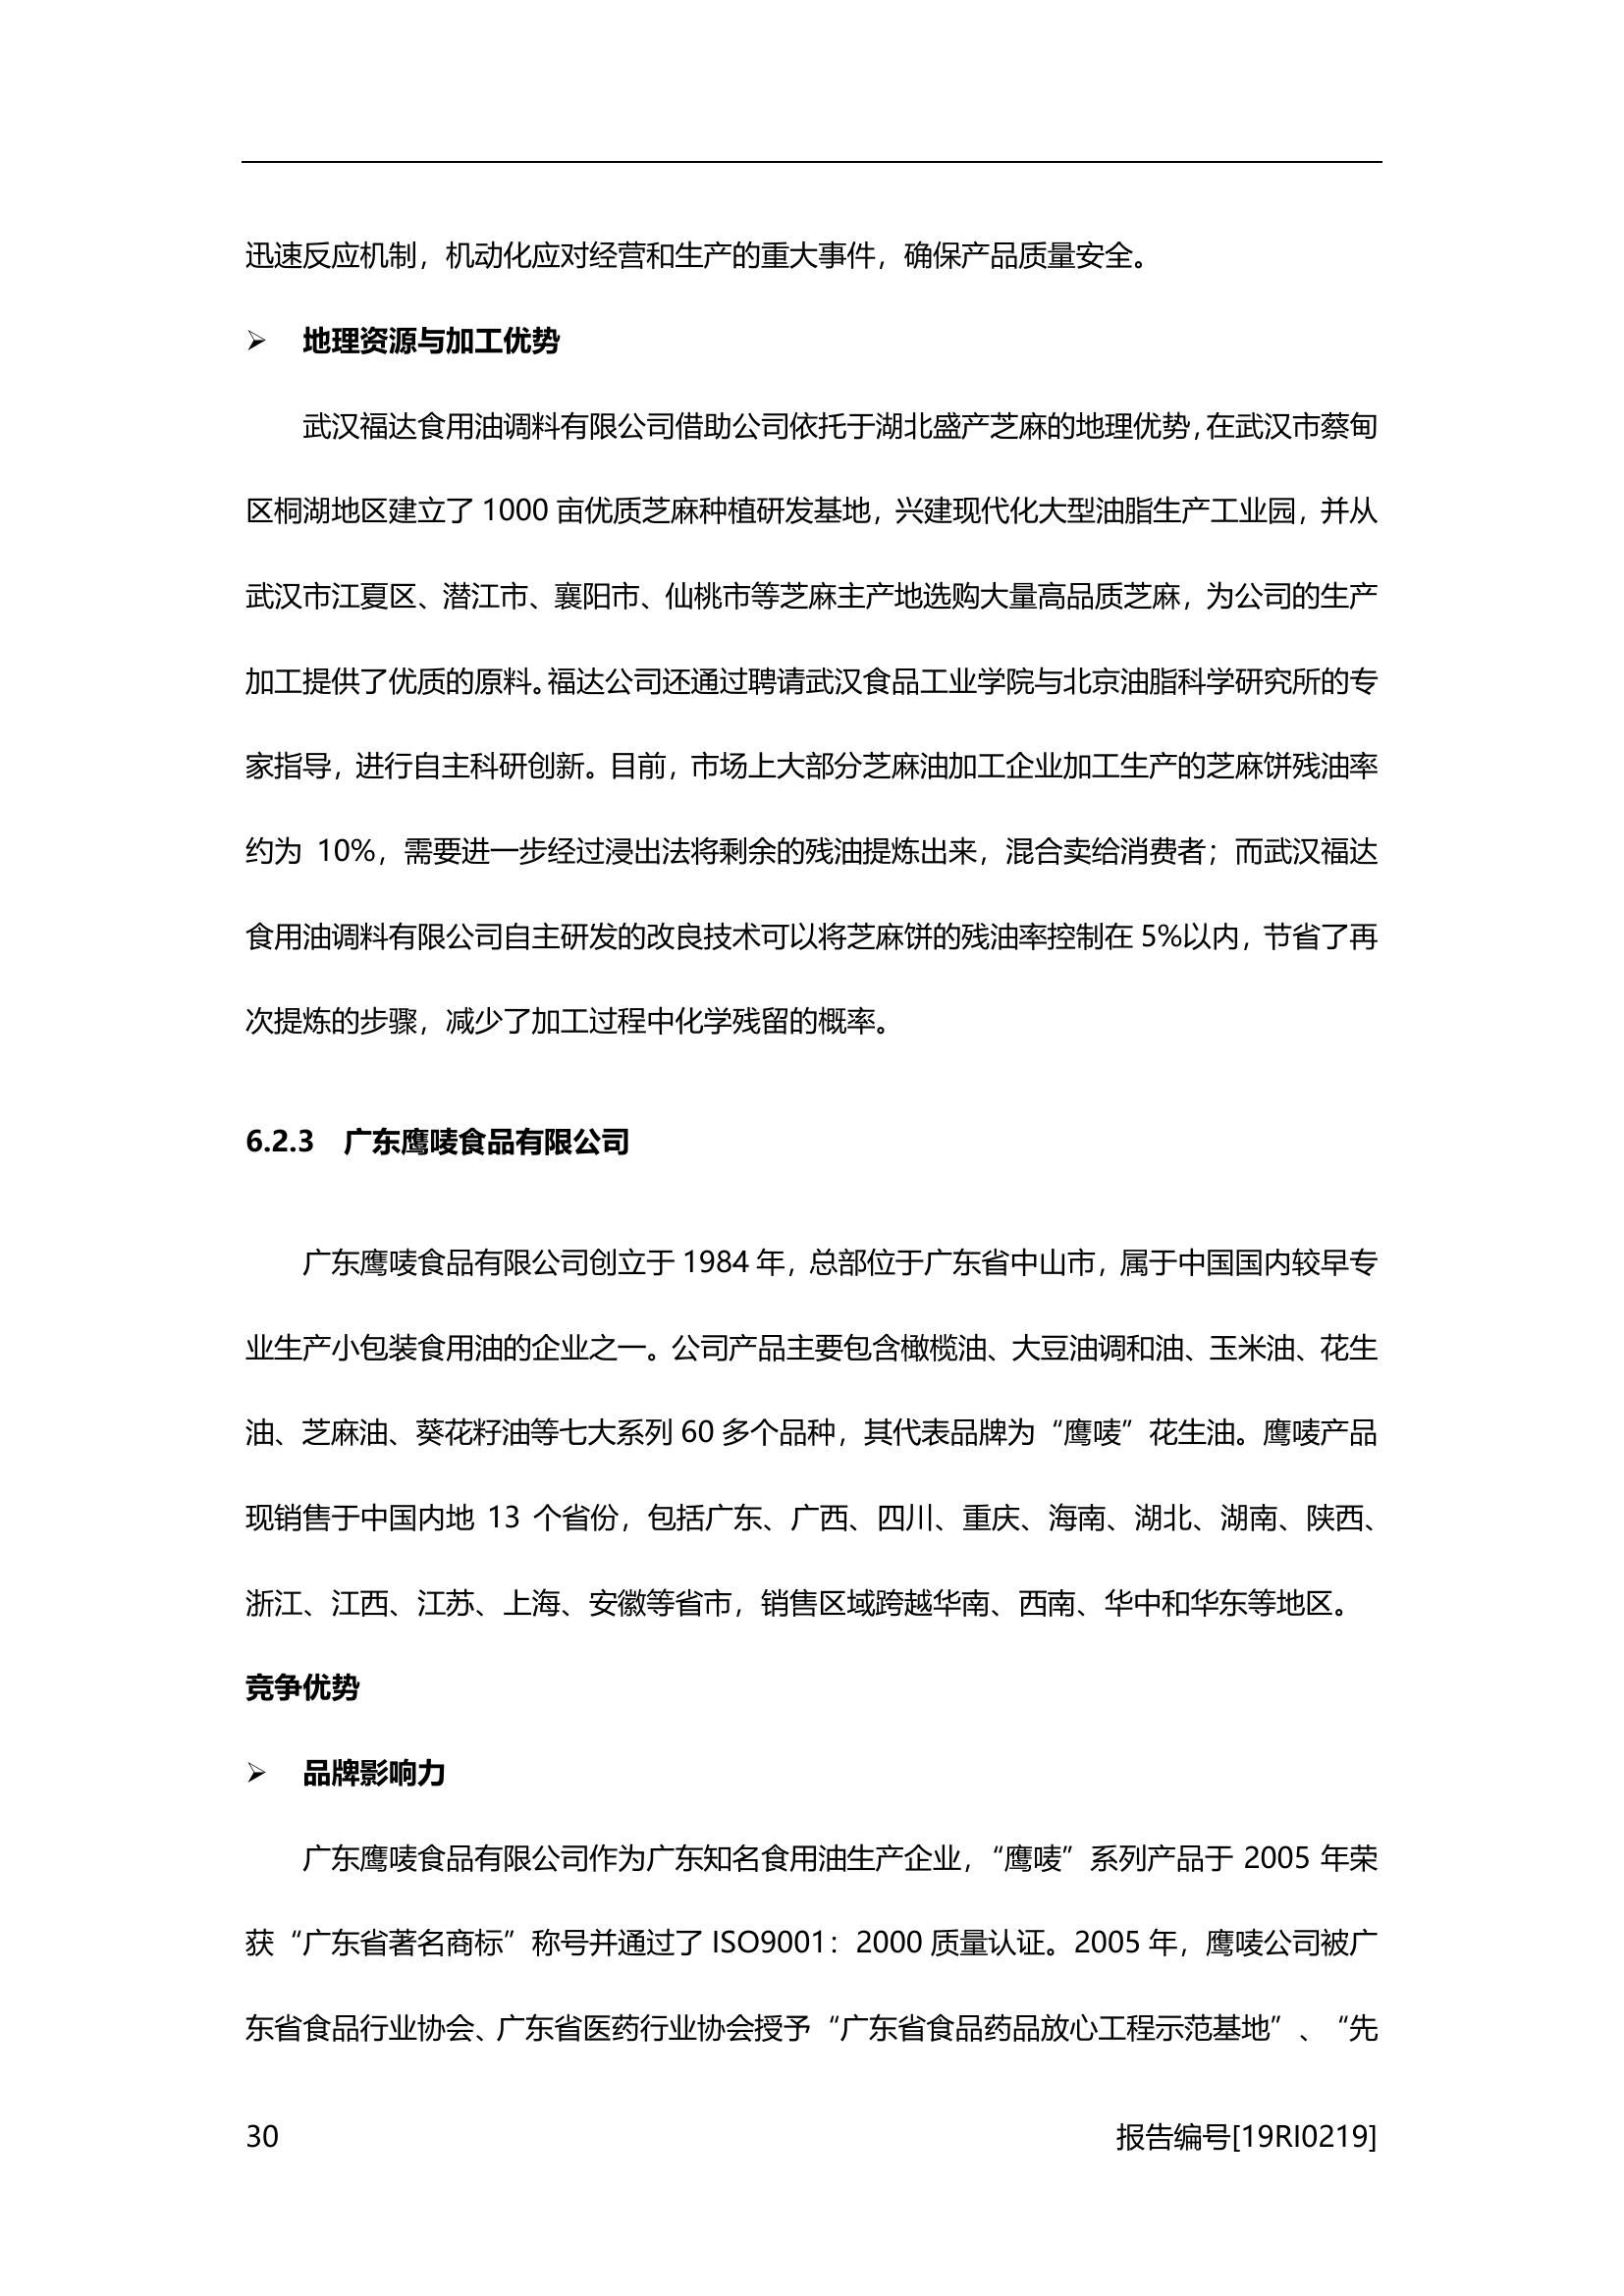 迅速反应机制，机动化应对经营和生产的重大事件，确保产品质量安全。
➢ 地理资源与加工优势
武汉福达食用油调料有限公司借助公司依托于湖北盛产芝麻的地理优势，在武汉市蔡甸
区桐湖地区建立了 1000 亩优质芝麻种植研发基地，兴建现代化大型油脂生产工业园，并从
武汉市江夏区、潜江市、襄阳市、仙桃市等芝麻主产地选购大量高品质芝麻，为公司的生产
加工提供了优质的原料。福达公司还通过聘请武汉食品工业学院与北京油脂科学研究所的专
家指导，进行自主科研创新。目前，市场上大部分芝麻油加工企业加工生产的芝麻饼残油率
约为 10%，需要进一步经过浸出法将剩余的残油提炼出来，混合卖给消费者；而武汉福达
食用油调料有限公司自主研发的改良技术可以将芝麻饼的残油率控制在 5%以内，节省了再
次提炼的步骤，减少了加工过程中化学残留的概率。
6.2.3 广东鹰唛食品有限公司
广东鹰唛食品有限公司创立于 1984 年，总部位于广东省中山市，属于中国国内较早专
业生产小包装食用油的企业之一。公司产品主要包含橄榄油、大豆油调和油、玉米油、花生
油、芝麻油、葵花籽油等七大系列 60 多个品种，其代表品牌为“鹰唛”花生油。鹰唛产品
现销售于中国内地 13 个省份，包括广东、广西、四川、重庆、海南、湖北、湖南、陕西、
浙江、江西、江苏、上海、安徽等省市，销售区域跨越华南、西南、华中和华东等地区。
竞争优势
➢ 品牌影响力
广东鹰唛食品有限公司作为广东知名食用油生产企业，“鹰唛”系列产品于 2005 年荣
获“广东省著名商标”称号并通过了 ISO9001：2000 质量认证。2005 年，鹰唛公司被广
东省食品行业协会、广东省医药行业协会授予“广东省食品药品放心工程示范基地”、“先
30 报告编号[19RI0219]